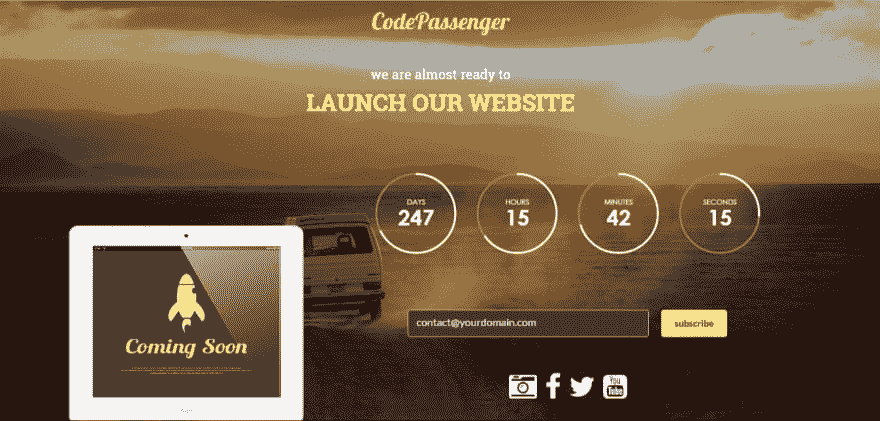 CodePassenger
we are almost ready to
LAUNCH OUR WEBSITE
DAYS
247
HOURS
15
MINUTES
42
SECONDS
15
Coming Soon
contact@yourdomain.com
subscribe
You
Tube